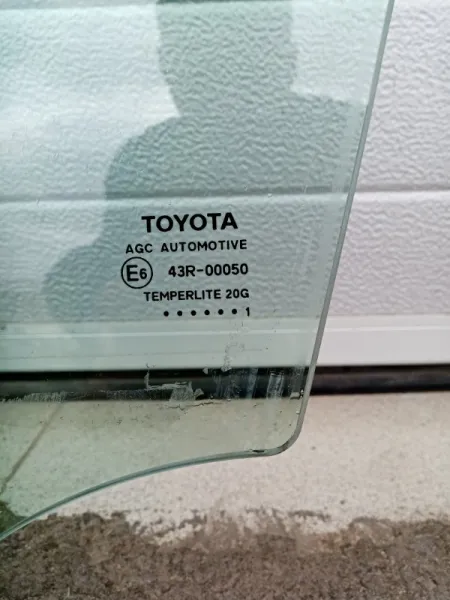 TOYOTA
AGC AUTOMOTIVE
E6 43R-00050
TEMPERLITE 20G
•••••• 1